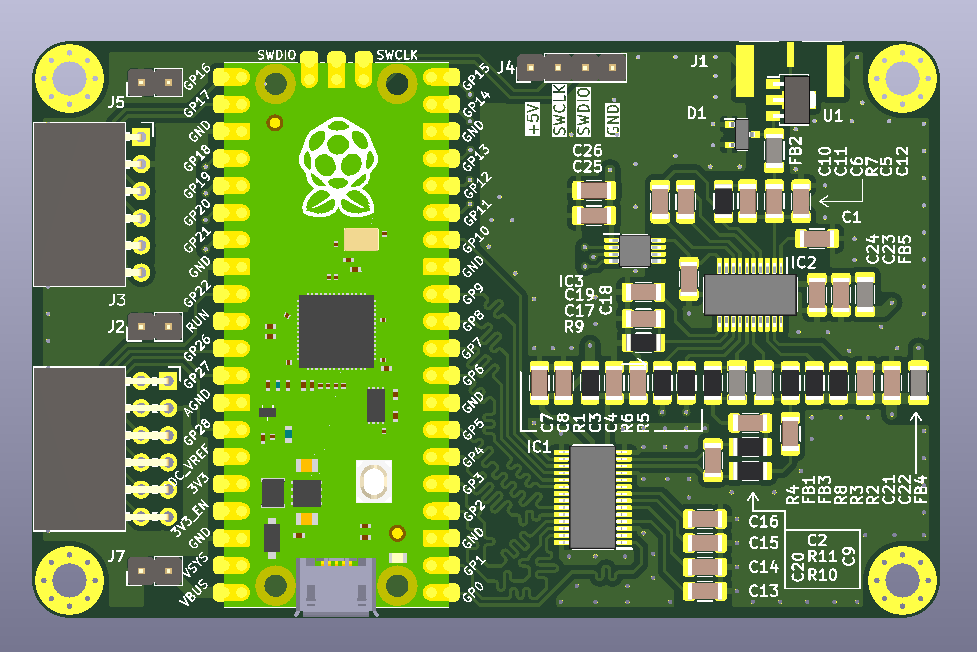 SWDIO
SWCLK
J5
GP16
GP17
GND
GP18
GP19
GP20
GP21
GND
GP22
RUN
GP26
GP27
AGND
GP28
DC_VREF
3V3
3V3_EN
GND
VSYS
VBUS
J3
J2
J7
GP15
GP14
GND
GP13
GP12
GP11
GP10
GND
GP9
GP8
GP7
GP6
GND
GP5
GP4
GP3
GP2
GND
GP1
GP0
J4
+5V
SWCLK
SWDIO
GND
J1
U1
D1
FB2
C10
C11
C6
R7
C5
C12
C26
C25
C1
C24
C23
FB5
IC2
IC3
C19
C17
R9
C18
C7
C8
R1
C3
C4
R6
R5
IC1
R4
FB1
FB3
R8
R3
R2
C21
C22
FB4
C16
C15
C14
C13
C20
C2
R11
R10
C9